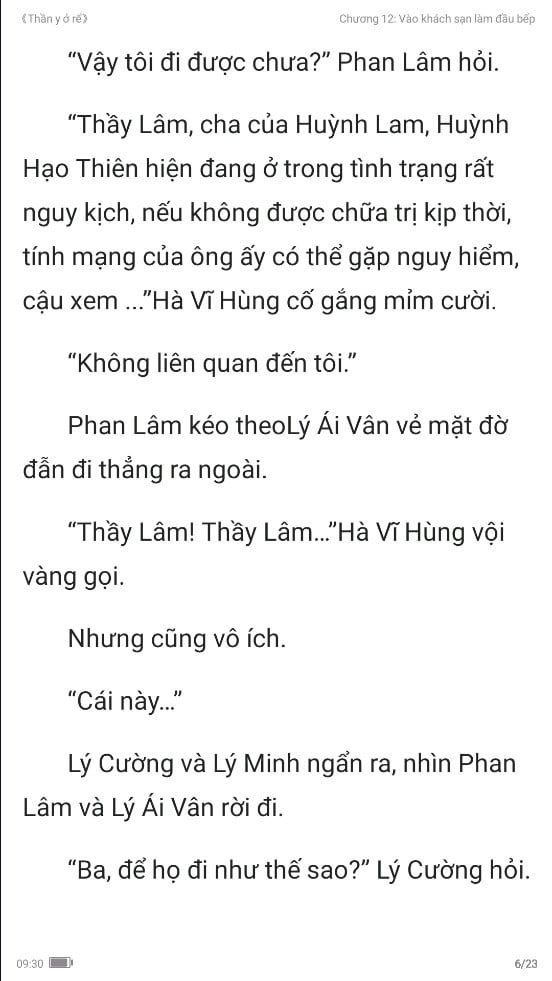 《Thần y ở rể》
Chương 12: Vào khách sạn làm đầu bếp
“Vậy tôi đi được chưa?” Phan Lâm hỏi.
“Thầy Lâm, cha của Huỳnh Lam, Huỳnh
Hạo Thiên hiện đang ở trong tình trạng rất
nguy kịch, nếu không được chữa trị kịp thời,
tính mạng của ông ấy có thể gặp nguy hiểm,
cậu xem ...”Hà Vĩ Hùng cố gắng mỉm cười.
“Không liên quan đến tôi.”
Phan Lâm kéo theoLý Ái Vân vẻ mặt đờ
đẫn đi thẳng ra ngoài.
“Thầy Lâm! Thầy Lâm...”Hà Vĩ Hùng vội
vàng gọi.
Nhưng cũng vô ích.
“Cái này...”
Lý Cường và Lý Minh ngẩn ra, nhìn Phan
Lâm và Lý Ái Vân rời đi.
“Ba, để họ đi như thế sao?” Lý Cường hỏi.
09:30
6/23